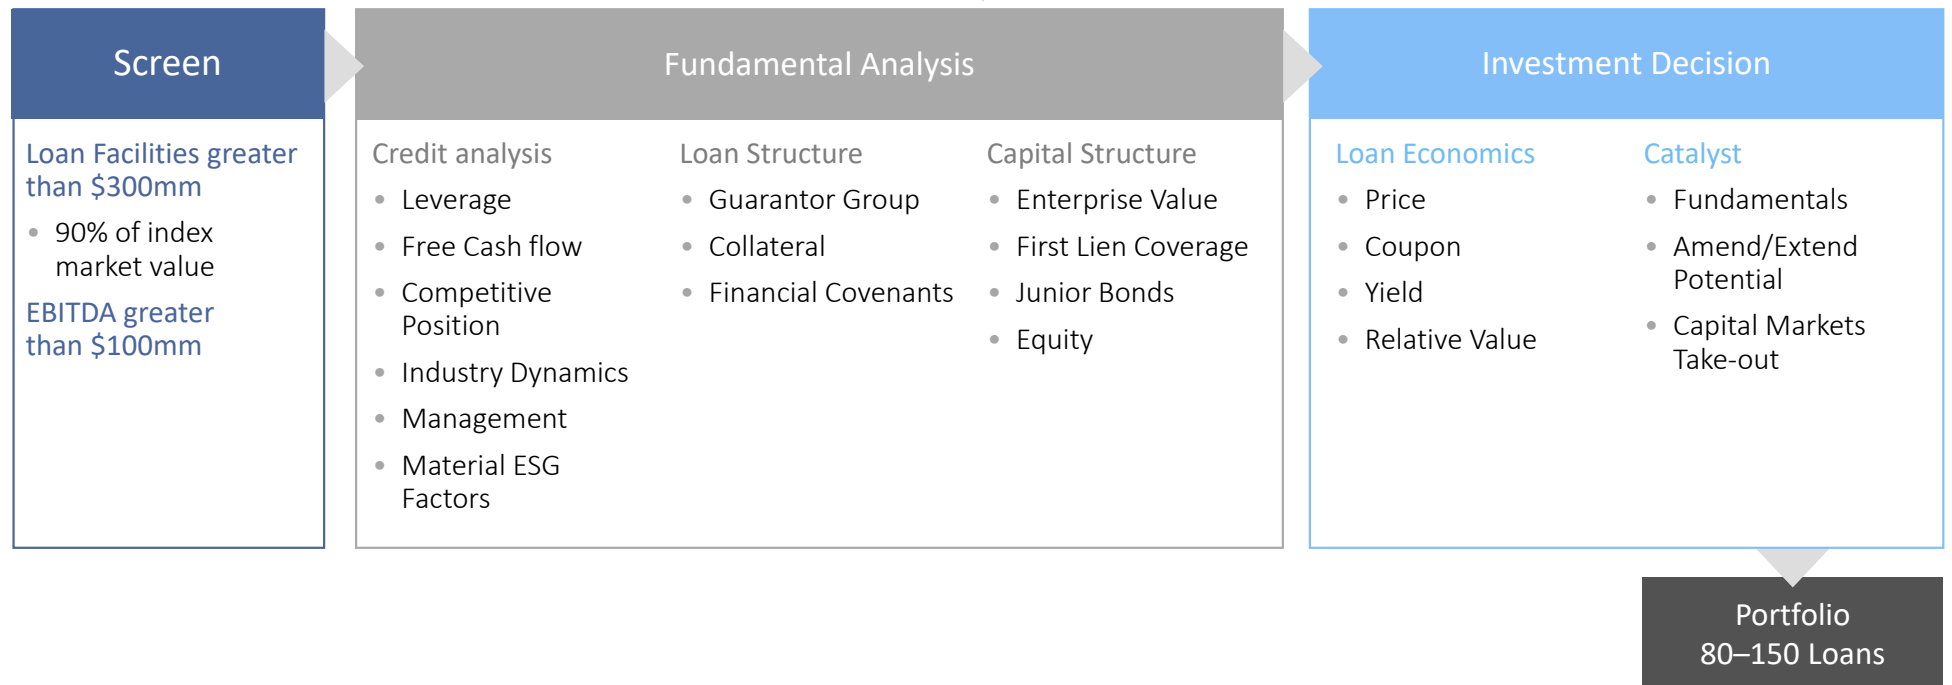 Screen
Loan Facilities greater
than $300mm
• 90% of index
market value
EBITDA greater
than $100mm
Fundamental Analysis
Credit analysis
• Leverage
• Free Cash flow
• Competitive
Position
• Industry Dynamics
• Management
• Material ESG
Factors
Loan Structure
• Guarantor Group
• Collateral
• Financial Covenants
Capital Structure
• Enterprise Value
• First Lien Coverage
• Junior Bonds
• Equity
Investment Decision
Loan Economics
• Price
• Coupon
• Yield
• Relative Value
Catalyst
• Fundamentals
• Amend/Extend
Potential
• Capital Markets
Take-out
Portfolio
80–150 Loans